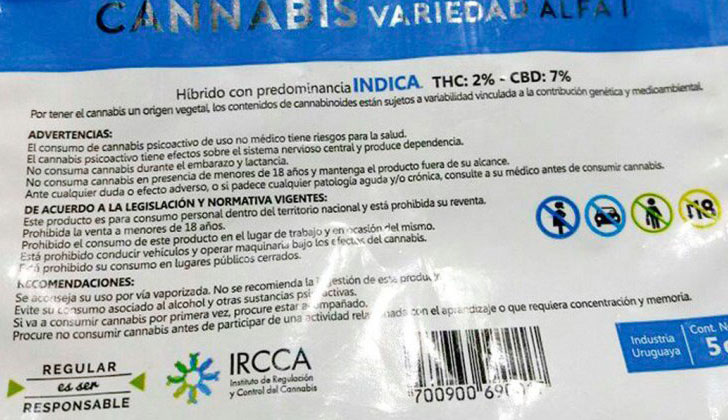 CANNABIS VARIEDAD ALFA I
Híbrido con predominancia INDICA. THC: 2% - CBD: 7%
Por tener el cannabis un origen vegetal, los contenidos de cannabinoides están sujetos a variabilidad vinculada a la contribución genética y medioambiental.
ADVERTENCIAS:
El consumo de cannabis psicoactivo de uso no médico tiene riesgos para la salud.
El cannabis psicoactivo tiene efectos sobre el sistema nervioso central y produce dependencia.
No consuma cannabis durante el embarazo y lactancia.
No consuma cannabis en presencia de menores de 18 años y mantenga el producto fuera de su alcance.
Ante cualquier duda o efecto adverso, o si padece cualquier patología aguda y/o crónica, consulte a su médico antes de consumir cannabis.
DE ACUERDO A LA LEGISLACIÓN Y NORMATIVA VIGENTES:
Este producto es para consumo personal dentro del territorio nacional y está prohibida su reventa.
Prohibida la venta a menores de 18 años.
Prohibido el consumo de este producto en el lugar de trabajo y en ocasión del mismo.
Está prohibido conducir vehículos y operar maquinaria bajo los efectos del cannabis.
Está prohibido su consumo en lugares públicos cerrados.
RECOMENDACIONES:
Se aconseja su uso por vía vaporizada. No se recomienda la gestión de este produ
Evite su consumo asociado al alcohol y otras sustancias psi activas.
Si va a consumir cannabis por primera vez, procure estar acompañado.
Procure no consumir cannabis antes de participar de una actividad relacionada con el aprendizaje o que requiera concentración y memoria.
REGULAR
es ser
RESPONSABLE
IRCCA
Instituto de Regulación
y Control del Cannabis
700900 69
Industria
Uruguaya
Cont. N
5